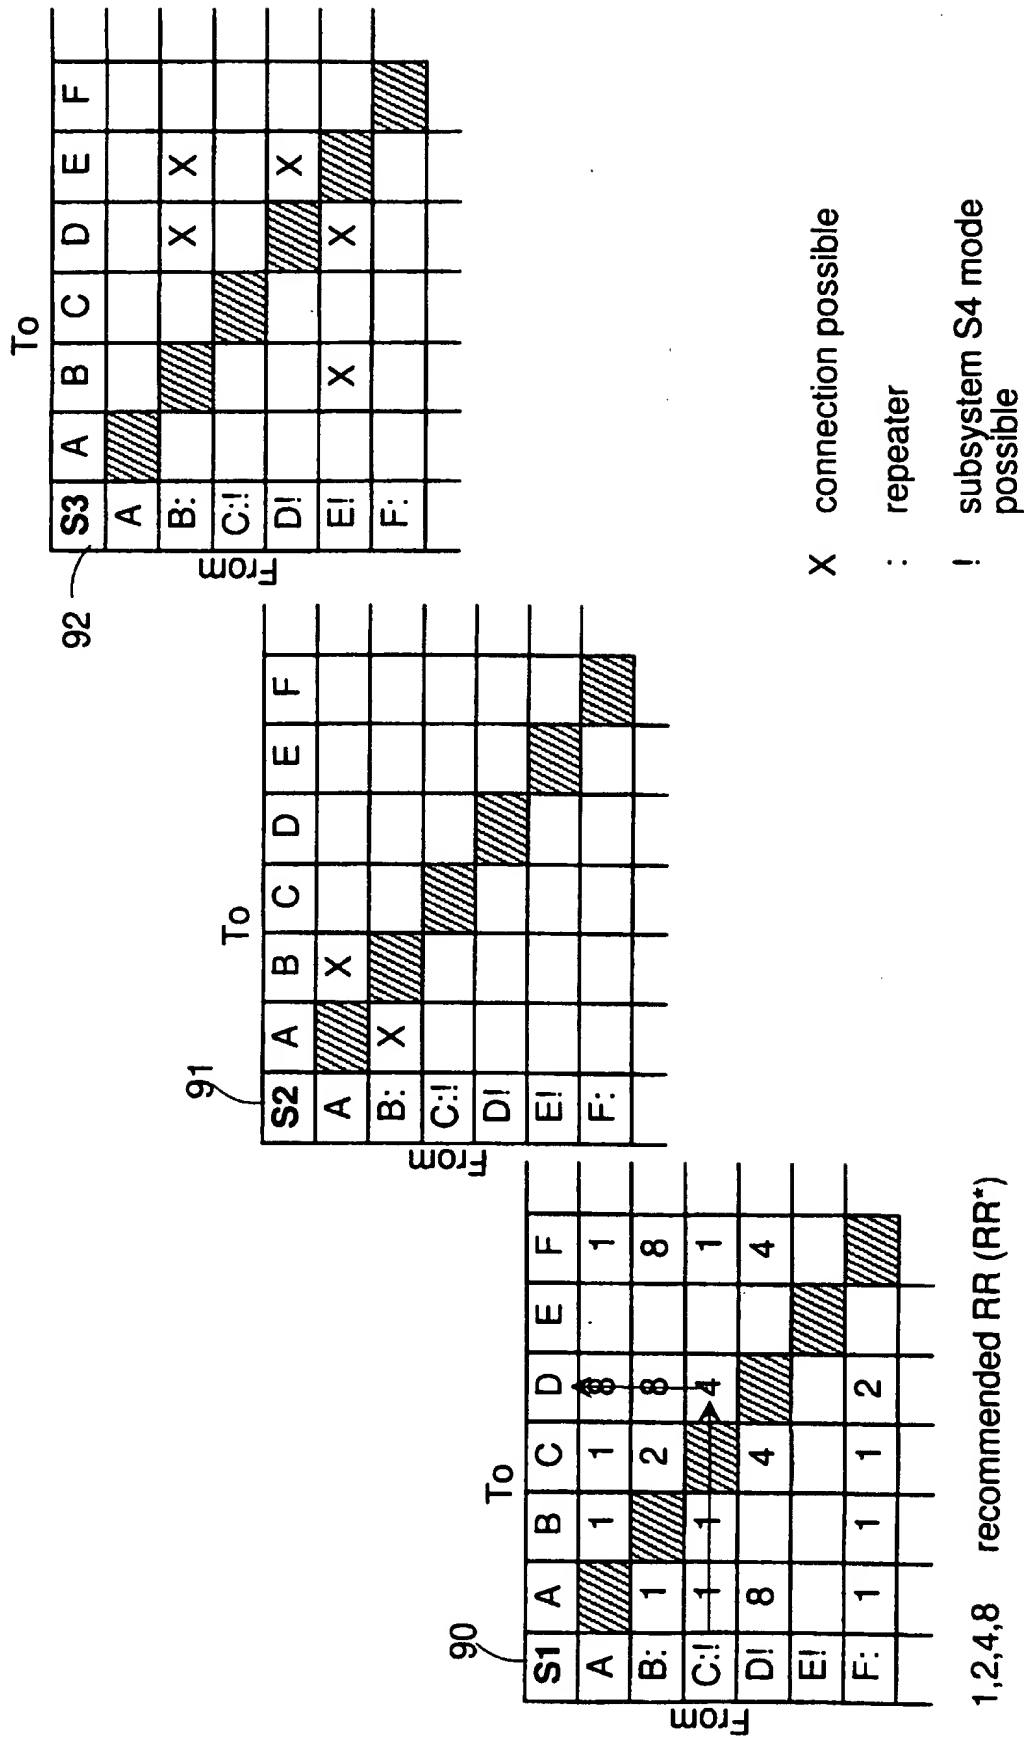 90
To
From
S1 A B C D E F
A 1 1 8 1
B: 1 2 8 8
C:! 1 1 4 1
D! 8 4 4
E!
F: 1 1 1 2
1,2,4,8 recommended RR (RR*)
91
To
From
S2 A B C D E F
A X
B: X
C:!
D!
E!
F:
92
To
From
S3 A B C D E F
A
B: X X
C:!
D! X
E! X X
F:
X connection possible
: repeater
! subsystem S4 mode
possible